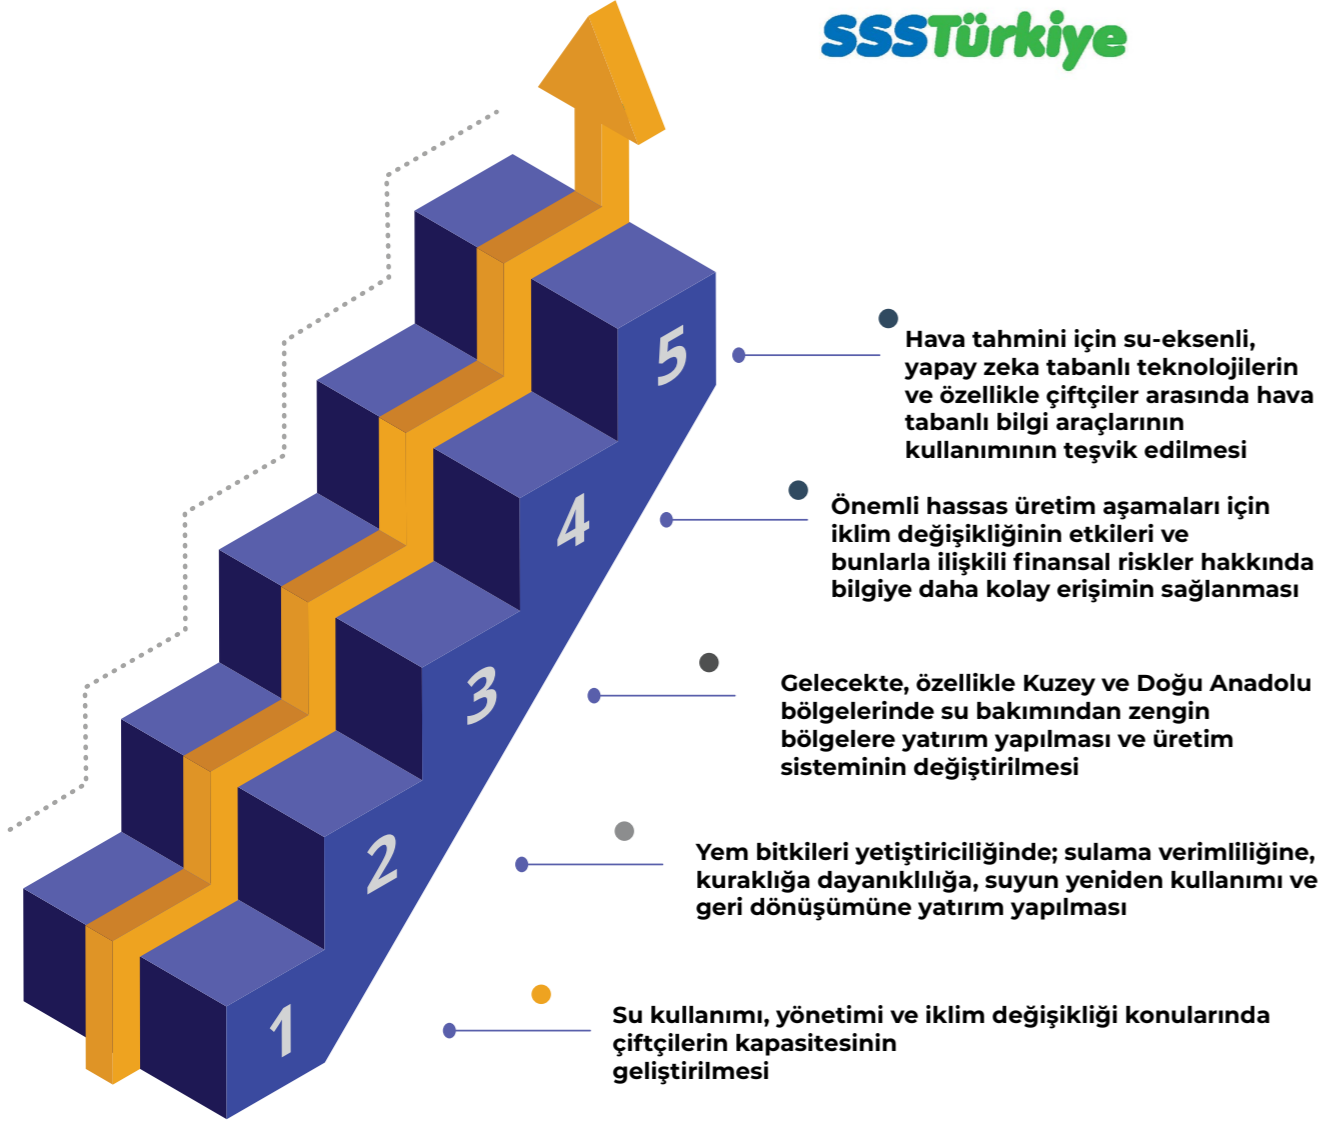 SSSTürkiye
5
Hava tahmini için su-eksenli,
yapay zeka tabanlı teknolojilerin
ve özellikle çiftçiler arasında hava
tabanlı bilgi araçlarının
kullanımının teşvik edilmesi
4
Önemli hassas üretim aşamaları için
iklim değişikliğinin etkileri ve
bunlarla ilişkili finansal riskler hakkında
bilgiye daha kolay erişimin sağlanması
3
Gelecekte, özellikle Kuzey ve Doğu Anadolu
bölgelerinde su bakımından zengin
bölgelere yatırım yapılması ve üretim
sisteminin değiştirilmesi
2
Yem bitkileri yetiştiriciliğinde; sulama verimliliğine,
kuraklığa dayanıklılığa, suyun yeniden kullanımı ve
geri dönüşümüne yatırım yapılması
1
Su kullanımı, yönetimi ve iklim değişikliği konularında
çiftçilerin kapasitesinin
geliştirilmesi